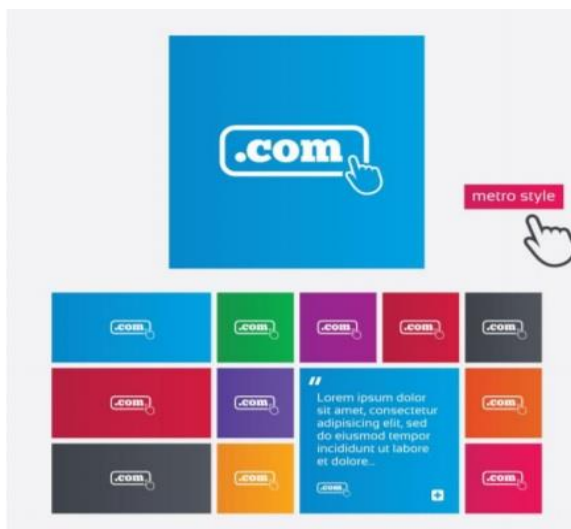 .com
metro style
.com
.com
.com
.com
.com
.com
.com
"
Lorem ipsum dolor
sit amet, consectetur
adipisicing elit, sed
do eiusmod tempor
incididunt ut labore
et dolore...
.com
.com
.com
.com
.com